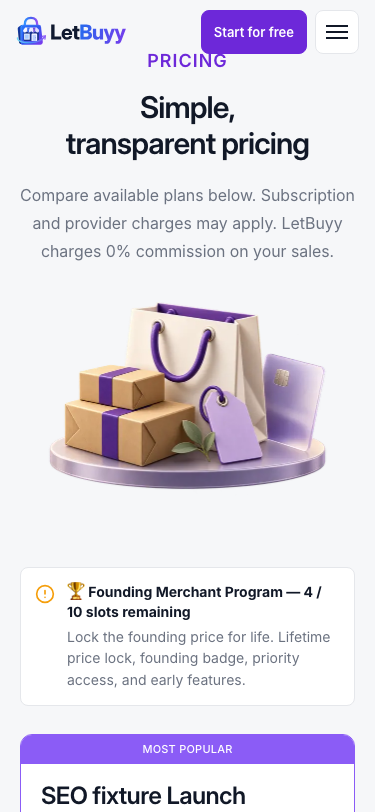 LetBuyy
Start for free
PRICING
Simple,
transparent pricing
Compare available plans below. Subscription
and provider charges may apply. LetBuyy
charges 0% commission on your sales.
🏆 Founding Merchant Program — 4 /
10 slots remaining
Lock the founding price for life. Lifetime
price lock, founding badge, priority
access, and early features.
MOST POPULAR
SEO fixture Launch